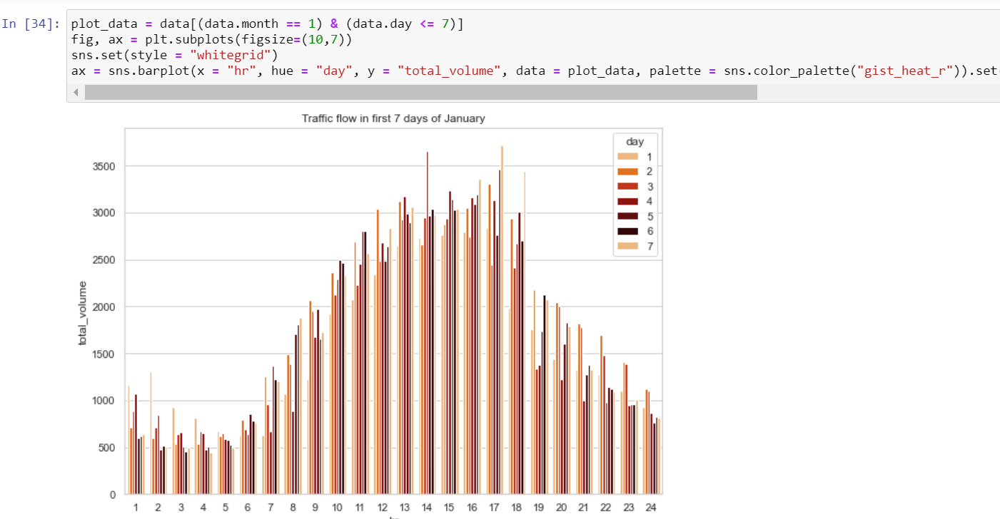 In [34]:
plot_data = data[(data.month == 1) & (data.day <= 7)]
fig, ax = plt.subplots(figsize=(10,7))
sns.set(style = "whitegrid")
ax = sns.barplot(x = "hr", hue = "day", y = "total_volume", data = plot_data, palette = sns.color_palette("gist_heat_r")).set
Traffic flow in first 7 days of January
day
1
2
3
4
5
6
7
total_volume
3500
3000
2500
2000
1500
1000
500
0
1 2 3 4 5 6 7 8 9 10 11 12 13 14 15 16 17 18 19 20 21 22 23 24